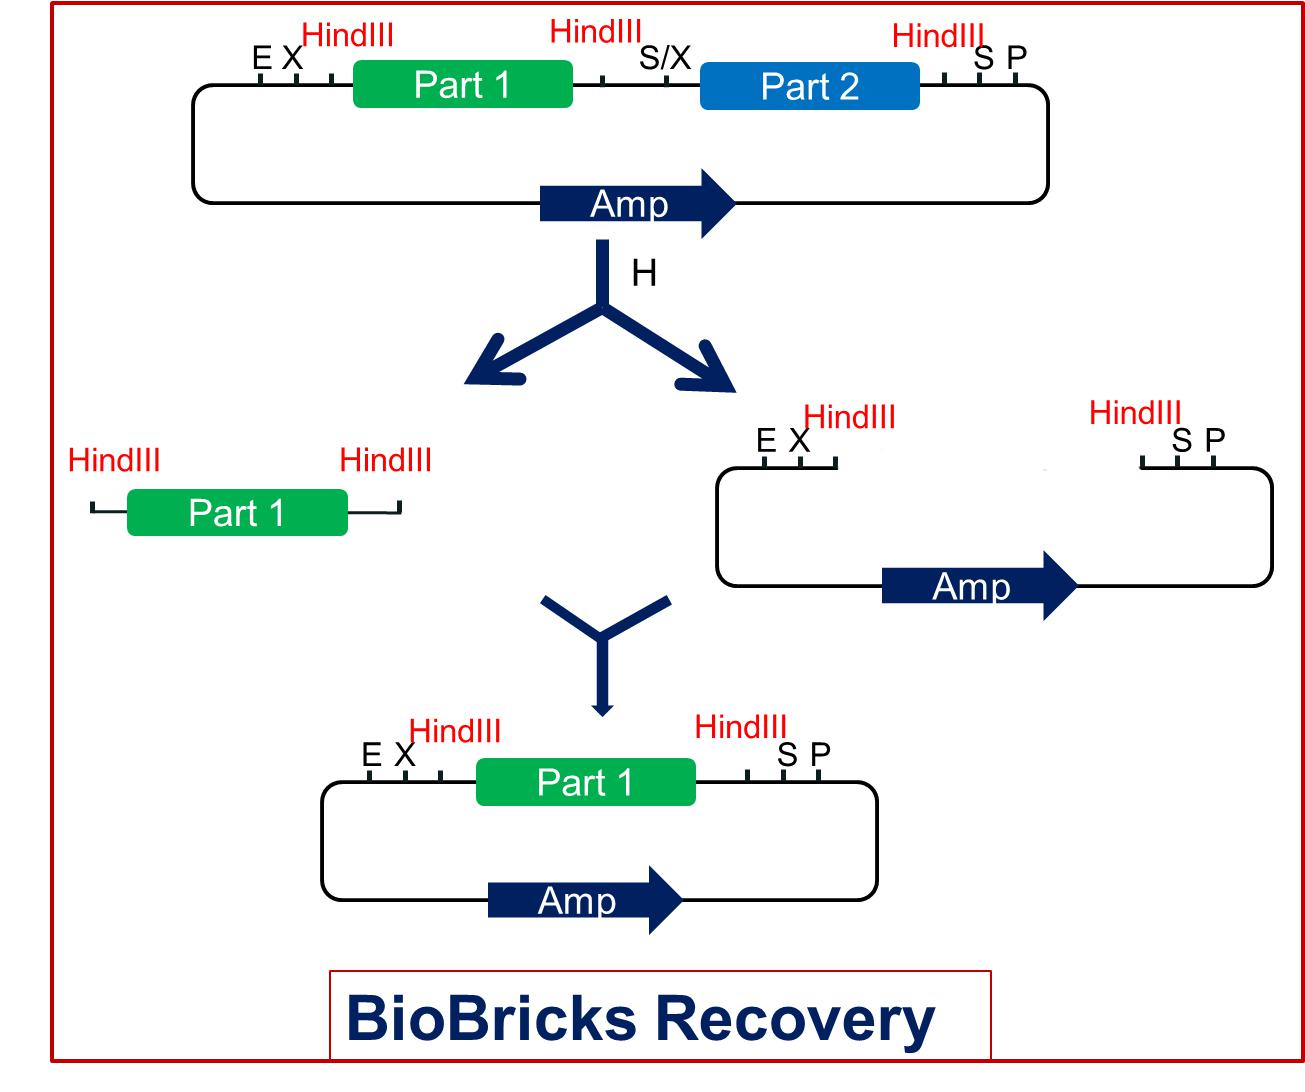 HindIII HindIII HindIII
E X S/X S P
Part 1 Part 2
Amp
H
HindIII HindIII
E X S P
HindIII HindIII
Part 1
Amp
HindIII HindIII
E X S P
Part 1
Amp
BioBricks Recovery